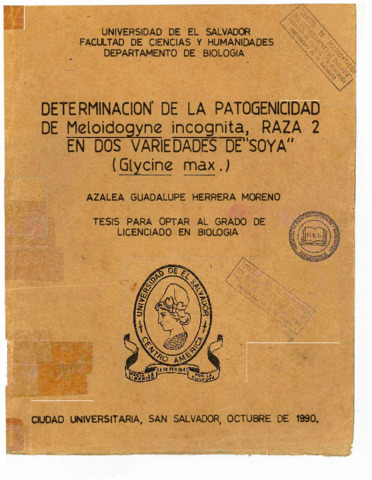 UNIVERSIDAD DE EL SALVADOR
FACULTAD DE CIENCIAS Y HUMANIDADES
DEPARTAMENTO DE BIOLOGIA
DETERMINACION DE LA PATOGENICIDAD
DE Meloidogyne incognita, RAZA 2
EN DOS VARIEDADES DE "SOYA"
(Glycine max.)
AZALEA GUADALUPE HERRERA MORENO
TESIS PARA OPTAR AL GRADO DE
LICENCIADO EN BIOLOGIA
UNIVERSIDAD DE EL SALVADOR
CENTRO AMERICA
CIUDAD UNIVERSITARIA, SAN SALVADOR, OCTUBRE DE 1990.